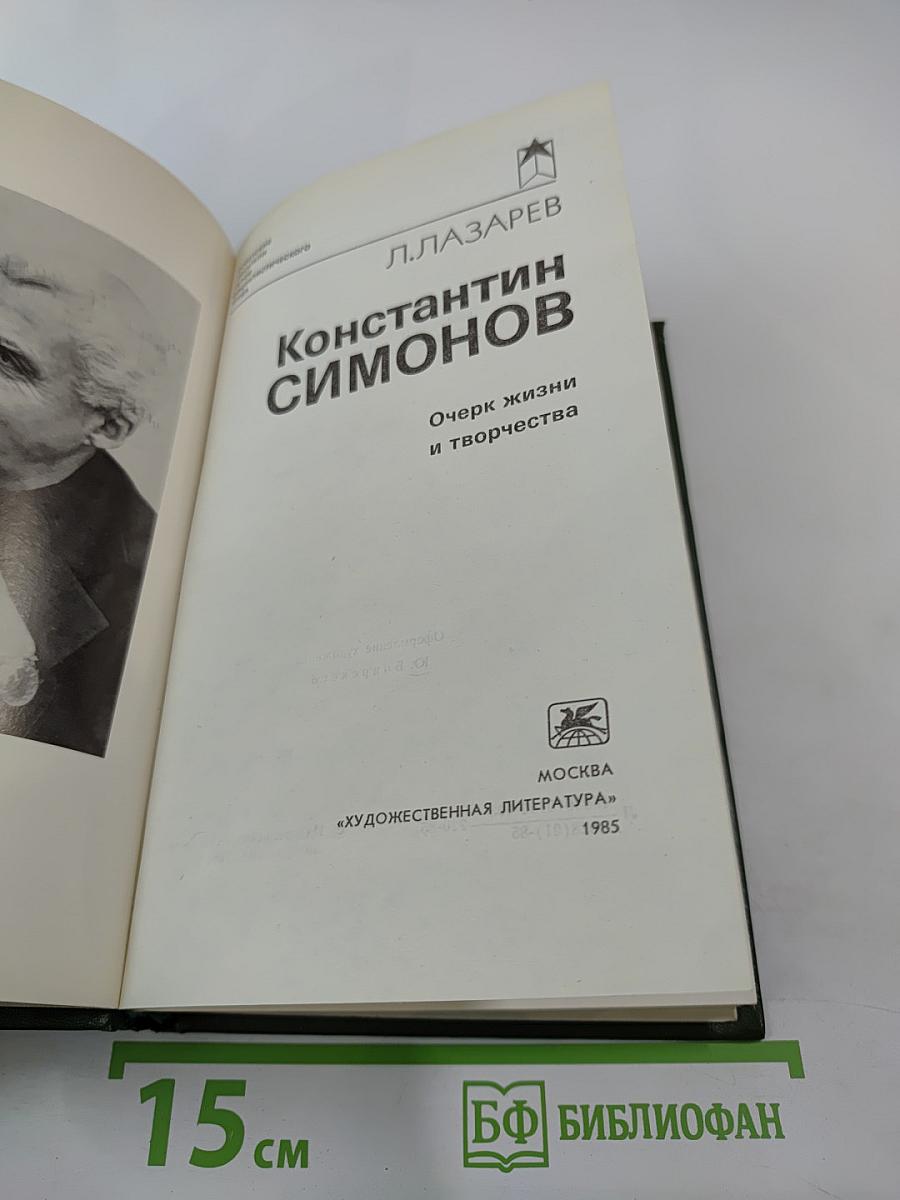 Л.ЛАЗАРЕВ
Константин
СИМОНОВ
Очерк жизни
и творчества
МОСКВА
«ХУДОЖЕСТВЕННАЯ ЛИТЕРАТУРА»
1985
15 см
БФ БИБЛИОФАН